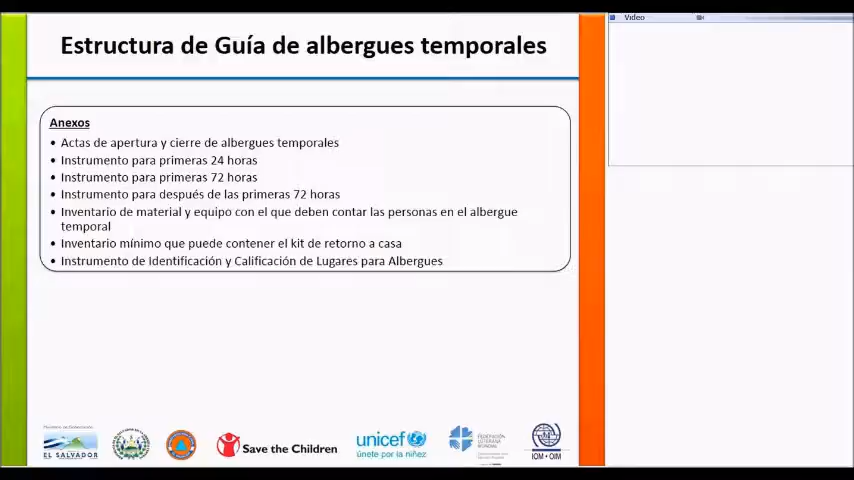 Estructura de Guía de albergues temporales
Video
Anexos
• Actas de apertura y cierre de albergues temporales
• Instrumento para primeras 24 horas
• Instrumento para primeras 72 horas
• Instrumento para después de las primeras 72 horas
• Inventario de material y equipo con el que deben contar las personas en el albergue
temporal
• Inventario mínimo que puede contener el kit de retorno a casa
• Instrumento de Identificación y Calificación de Lugares para Albergues
EL SALVADOR
Save the Children
unicef
únete por la niñez
FEDERACIÓN
LUTERANA
MUNDIAL
IOM • OIM